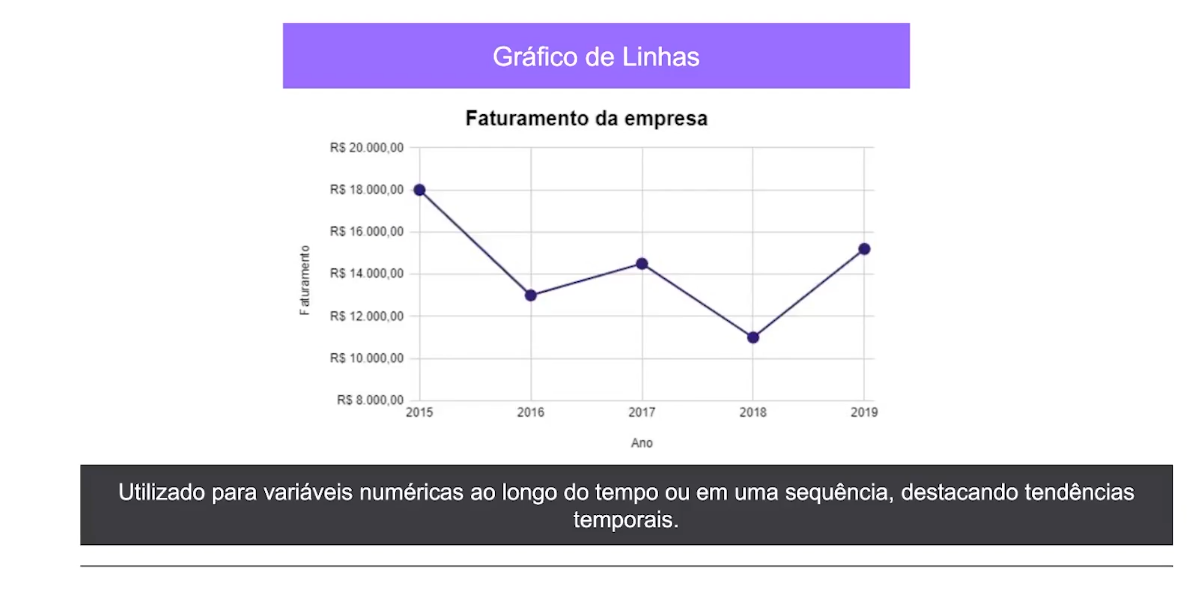 Gráfico de Linhas
Faturamento da empresa
R$ 20.000,00
R$ 18.000,00
R$ 16.000,00
R$ 14.000,00
R$ 12.000,00
R$ 10.000,00
R$ 8.000,00
Faturamento
2015 2016 2017 2018 2019
Ano
Utilizado para variáveis numéricas ao longo do tempo ou em uma sequência, destacando tendências
temporais.